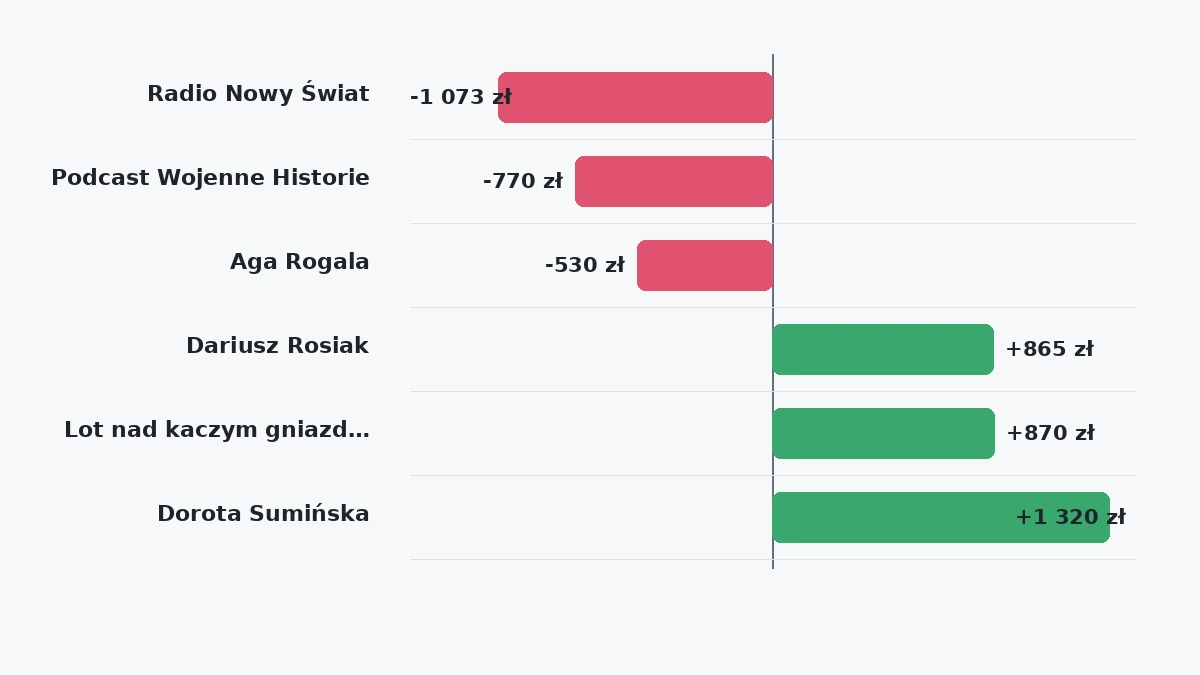 Radio Nowy Świat -1 073 zł
Podcast Wojenne Historie -770 zł
Aga Rogala -530 zł
Dariusz Rosiak +865 zł
Lot nad kaczym gniazd... +870 zł
Dorota Sumińska +1 320 zł